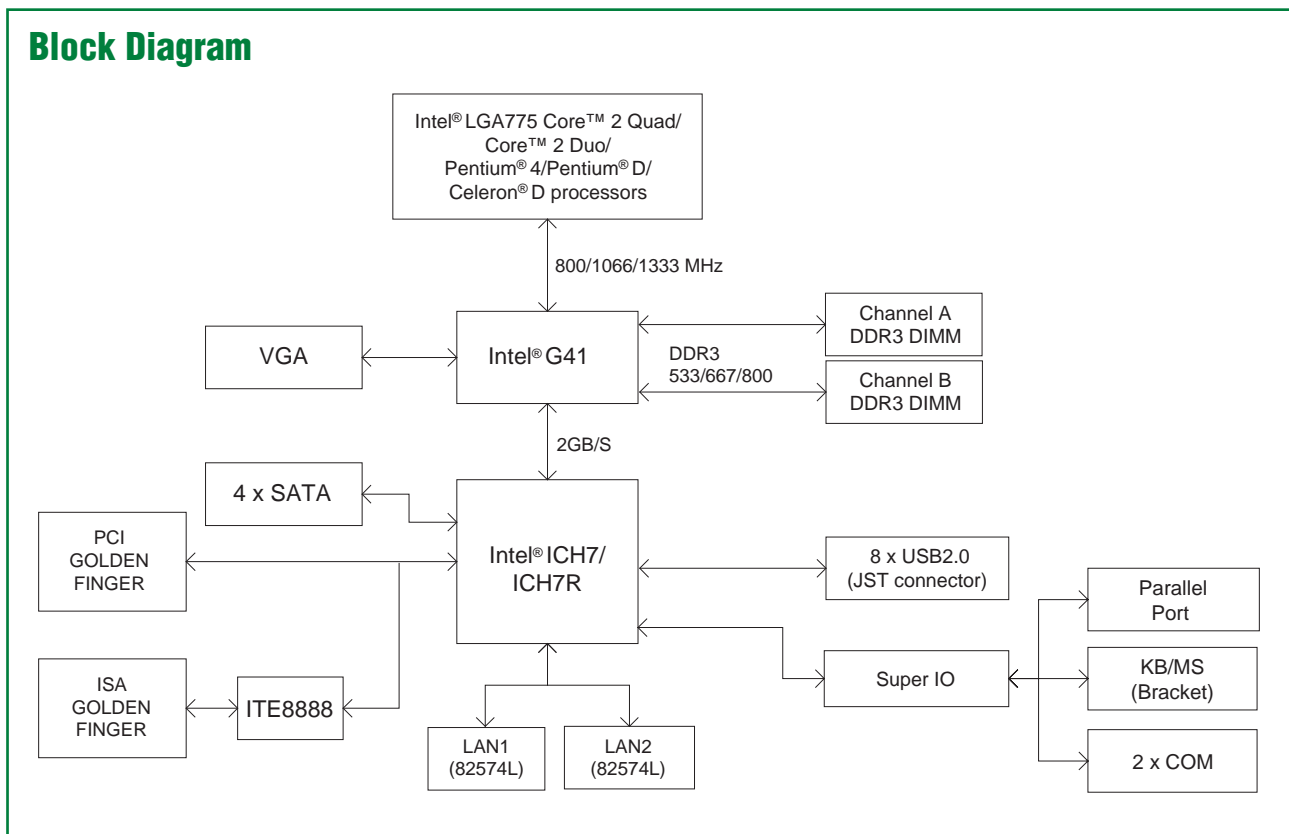 Block Diagram
Intel® LGA775 Core™ 2 Quad/
Core™ 2 Duo/
Pentium® 4/Pentium® D/
Celeron® D processors
800/1066/1333 MHz
VGA
Intel® G41
DDR3
533/667/800
Channel A
DDR3 DIMM
Channel B
DDR3 DIMM
2GB/S
4 x SATA
PCI
GOLDEN
FINGER
Intel® ICH7/
ICH7R
8 x USB2.0
(JST connector)
Parallel
Port
ISA
GOLDEN
FINGER
ITE8888
Super IO
KB/MS
(Bracket)
LAN1
(82574L)
LAN2
(82574L)
2 x COM